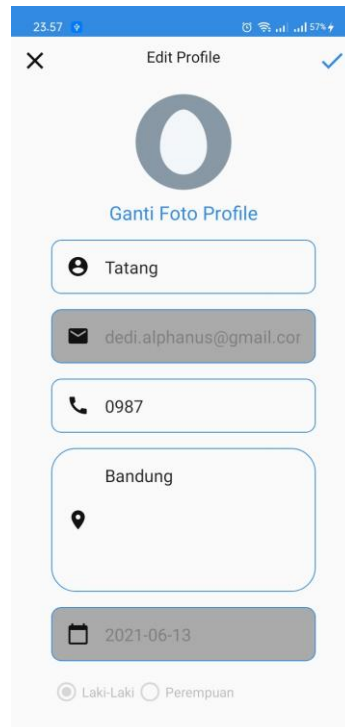 23.57
57%
Edit Profile
Ganti Foto Profile
Tatang
dedi.alphanus@gmail.cor
0987
Bandung
2021-06-13
Laki-Laki Perempuan